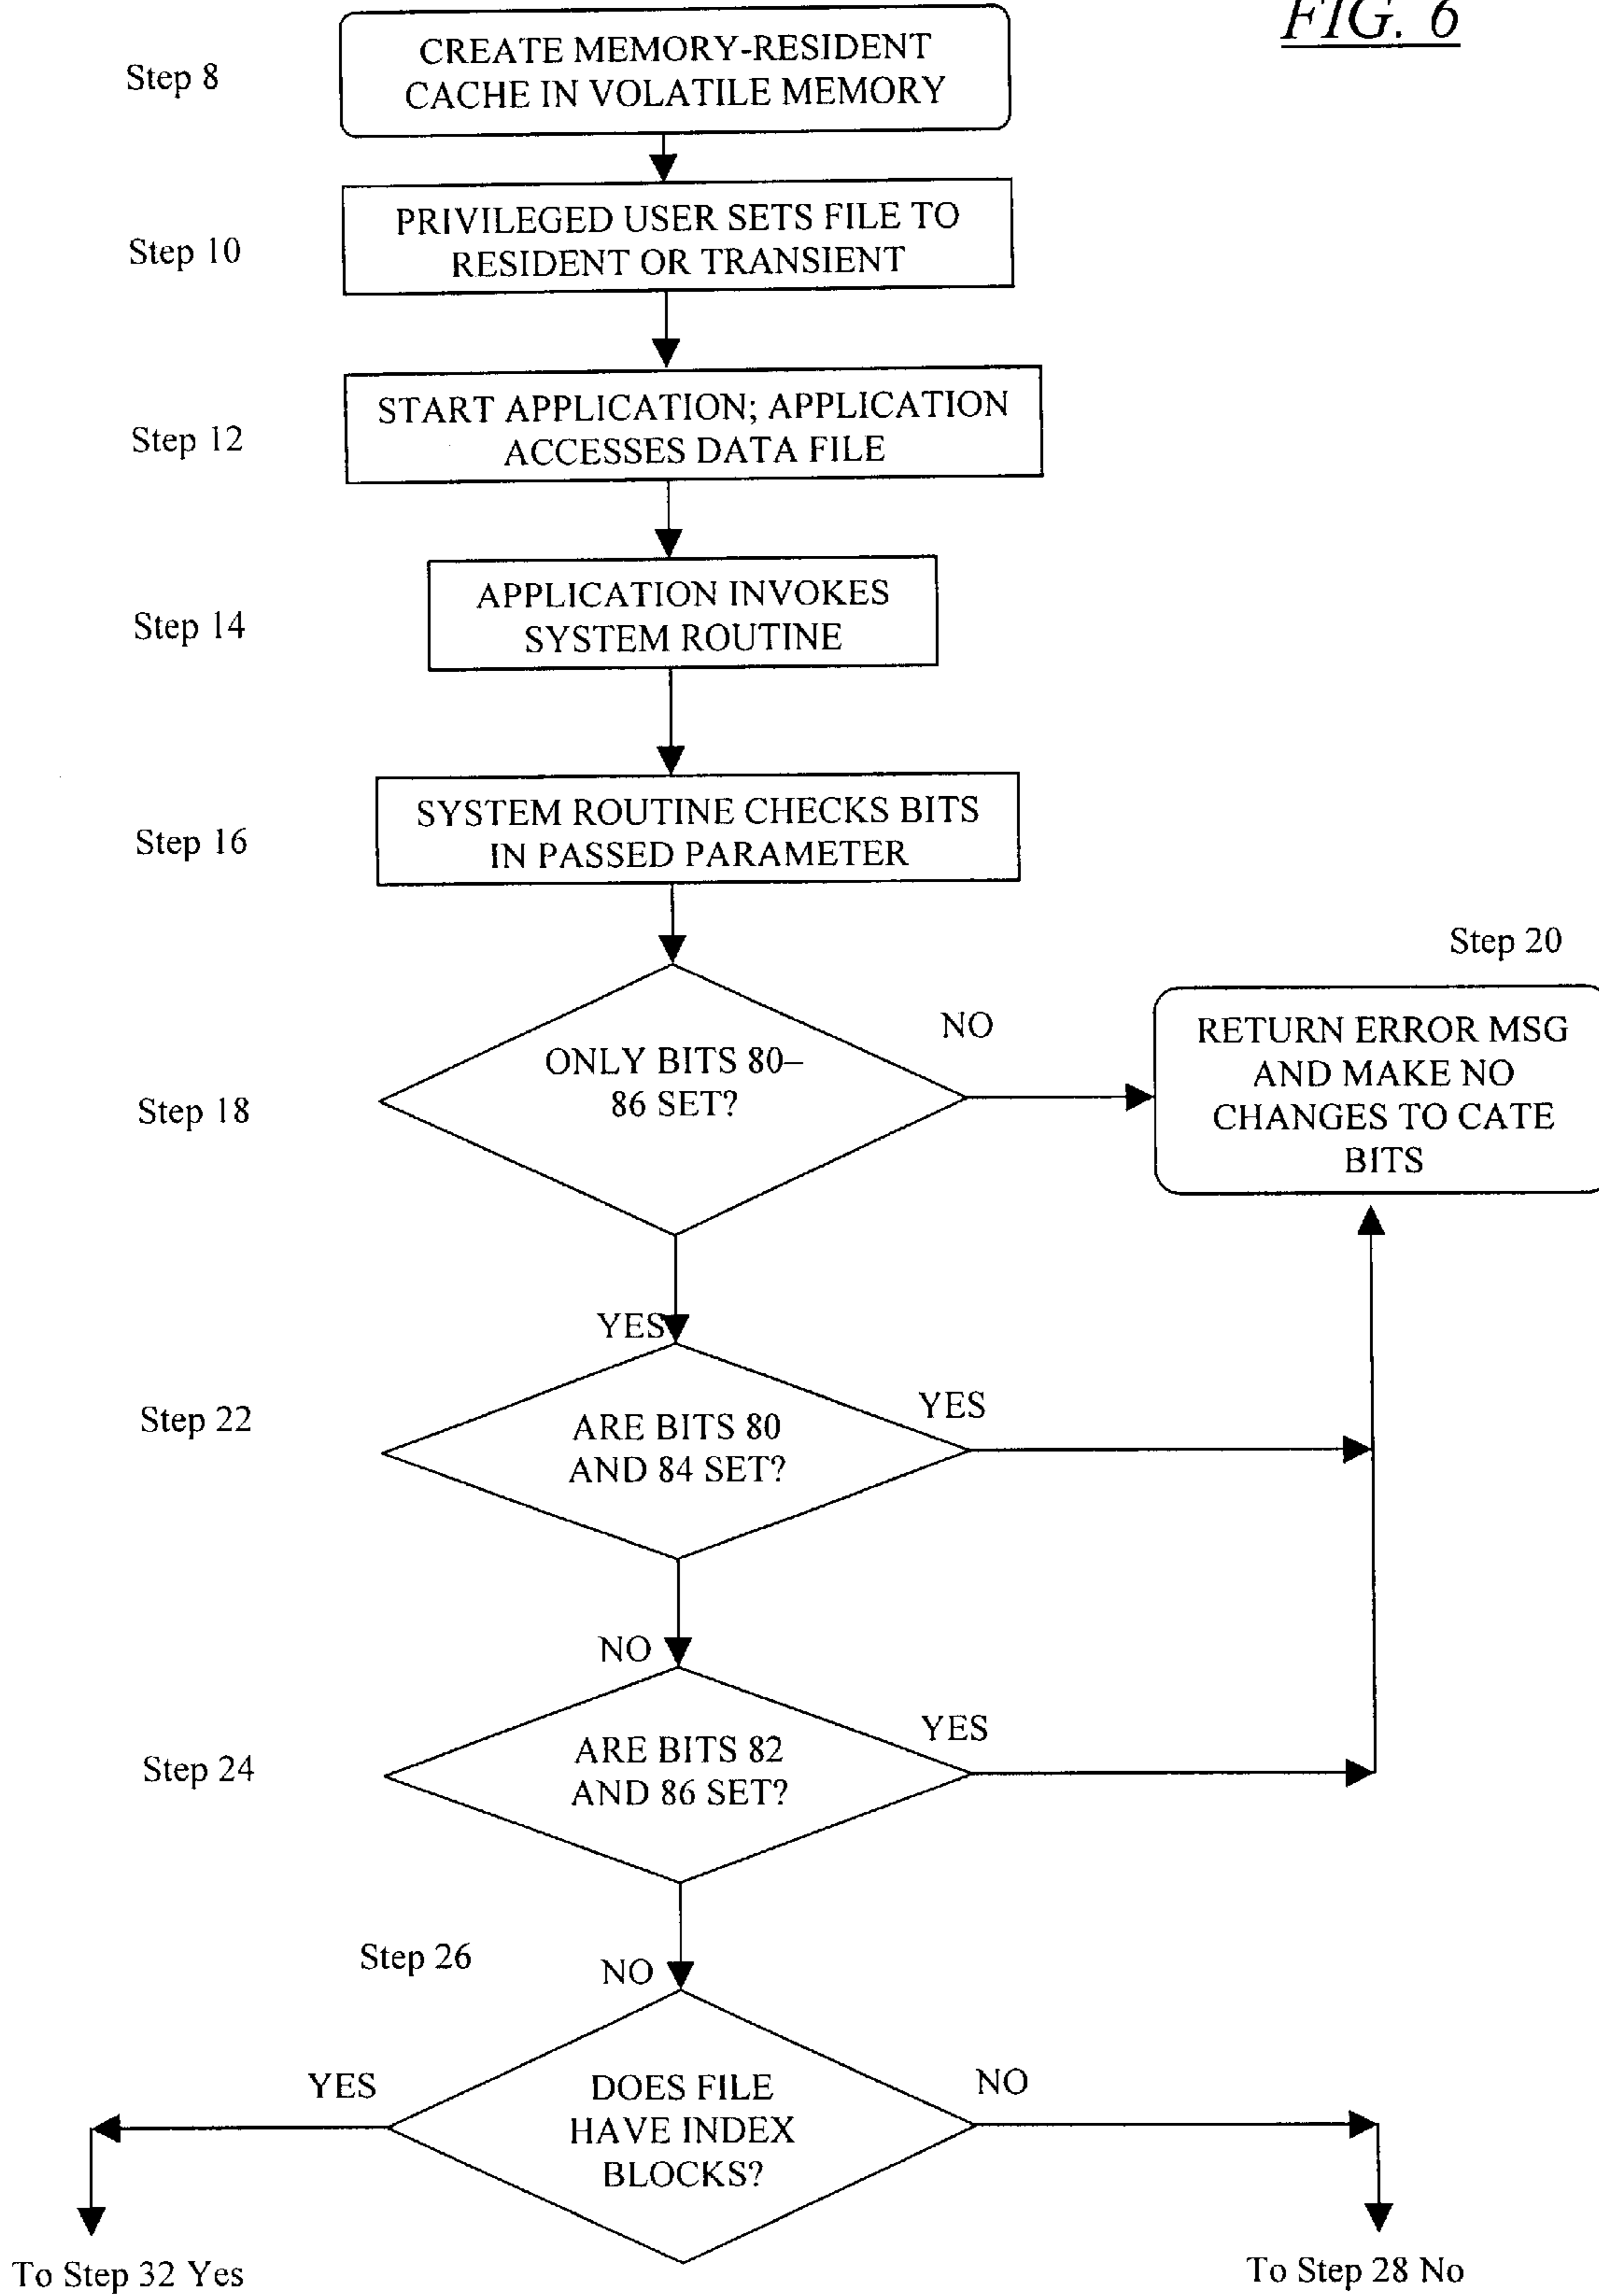 FIG. 6
Step 8
CREATE MEMORY-RESIDENT
CACHE IN VOLATILE MEMORY
Step 10
PRIVILEGED USER SETS FILE TO
RESIDENT OR TRANSIENT
Step 12
START APPLICATION; APPLICATION
ACCESSES DATA FILE
Step 14
APPLICATION INVOKES
SYSTEM ROUTINE
Step 16
SYSTEM ROUTINE CHECKS BITS
IN PASSED PARAMETER
Step 18
ONLY BITS 80–
86 SET?
NO
Step 20
RETURN ERROR MSG
AND MAKE NO
CHANGES TO CATE
BITS
YES
Step 22
ARE BITS 80
AND 84 SET?
YES
NO
Step 24
ARE BITS 82
AND 86 SET?
YES
NO
Step 26
DOES FILE
HAVE INDEX
BLOCKS?
YES
NO
To Step 32 Yes
To Step 28 No